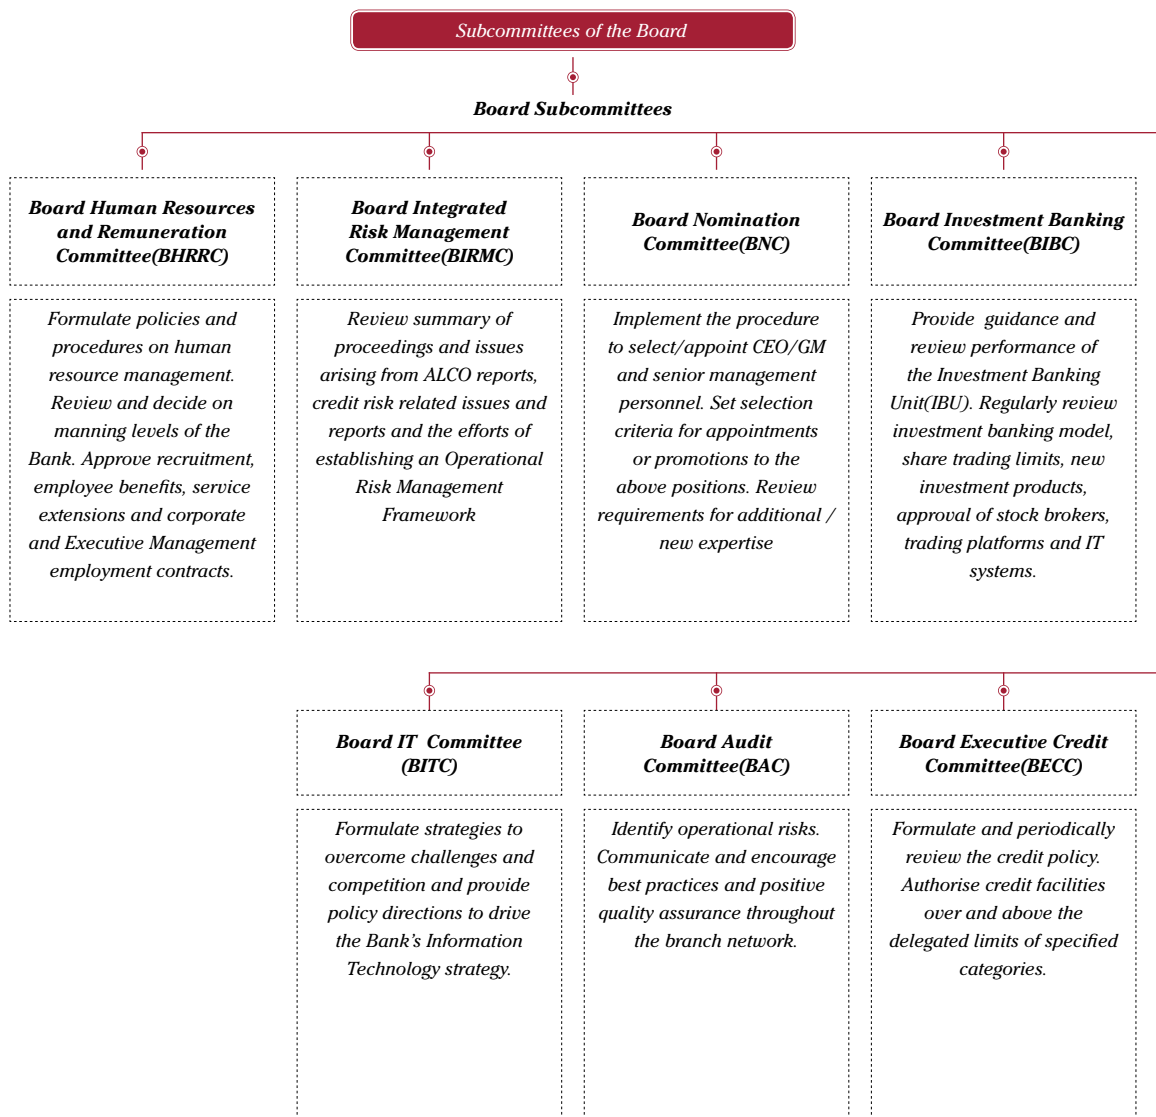 Subcommittees of the Board
Board Subcommittees
Board Human Resources
and Remuneration
Committee(BHRRC)
Board Integrated
Risk Management
Committee(BIRMC)
Board Nomination
Committee(BNC)
Board Investment Banking
Committee(BIBC)
Formulate policies and
procedures on human
resource management.
Review and decide on
manning levels of the
Bank. Approve recruitment,
employee benefits, service
extensions and corporate
and Executive Management
employment contracts.
Review summary of
proceedings and issues
arising from ALCO reports,
credit risk related issues and
reports and the efforts of
establishing an Operational
Risk Management
Framework
Implement the procedure
to select/appoint CEO/GM
and senior management
personnel. Set selection
criteria for appointments
or promotions to the
above positions. Review
requirements for additional /
new expertise
Provide guidance and
review performance of
the Investment Banking
Unit(IBU). Regularly review
investment banking model,
share trading limits, new
investment products,
approval of stock brokers,
trading platforms and IT
systems.
Board IT Committee
(BITC)
Board Audit
Committee(BAC)
Board Executive Credit
Committee(BECC)
Formulate strategies to
overcome challenges and
competition and provide
policy directions to drive
the Bank's Information
Technology strategy.
Identify operational risks.
Communicate and encourage
best practices and positive
quality assurance throughout
the branch network.
Formulate and periodically
review the credit policy.
Authorise credit facilities
over and above the
delegated limits of specified
categories.